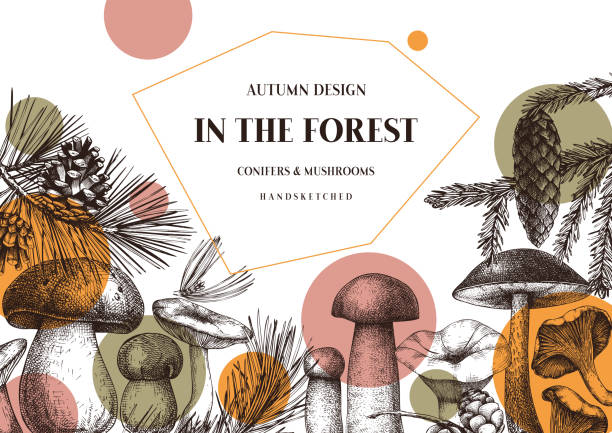 AUTUMN DESIGN
IN THE FOREST
CONIFERS & MUSHROOMS
HANDSKETCHED